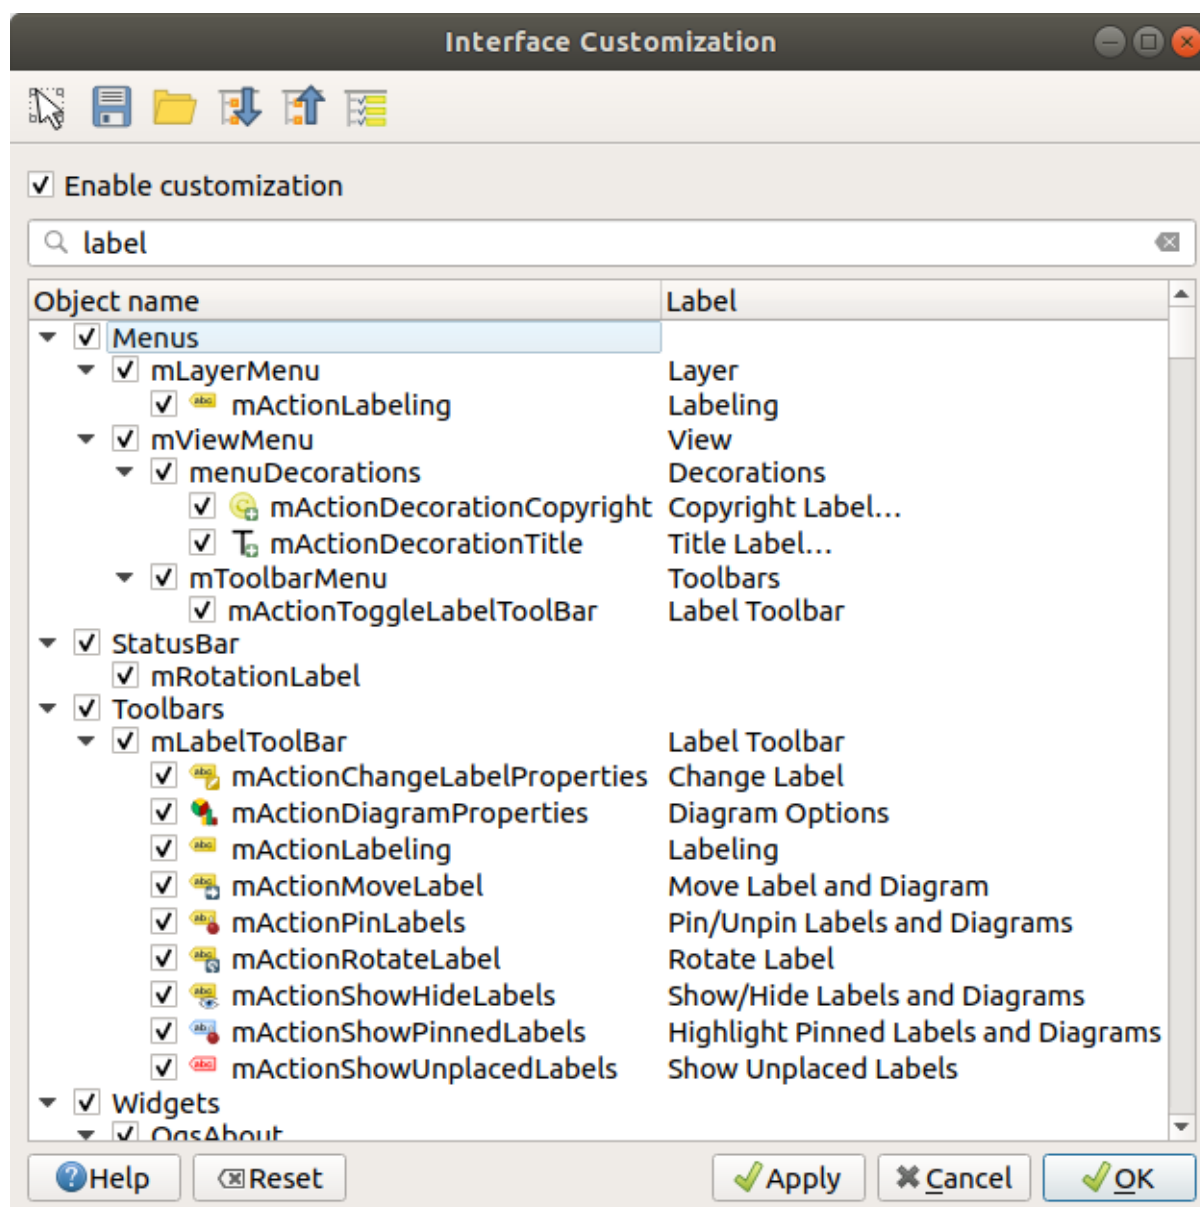 Interface Customization
Enable customization
label
Object name Label
Menus
mLayerMenu Layer
mActionLabeling Labeling
mViewMenu View
menuDecorations Decorations
mActionDecorationCopyright Copyright Label...
mActionDecorationTitle Title Label...
mToolbarMenu Toolbars
mActionToggleLabelToolBar Label Toolbar
StatusBar
mRotationLabel
Toolbars
mLabelToolBar Label Toolbar
mActionChangeLabelProperties Change Label
mActionDiagramProperties Diagram Options
mActionLabeling Labeling
mActionMoveLabel Move Label and Diagram
mActionPinLabels Pin/Unpin Labels and Diagrams
mActionRotateLabel Rotate Label
mActionShowHideLabels Show/Hide Labels and Diagrams
mActionShowPinnedLabels Highlight Pinned Labels and Diagrams
mActionShowUnplacedLabels Show Unplaced Labels
Widgets
QgsAbout
Help Reset Apply Cancel OK